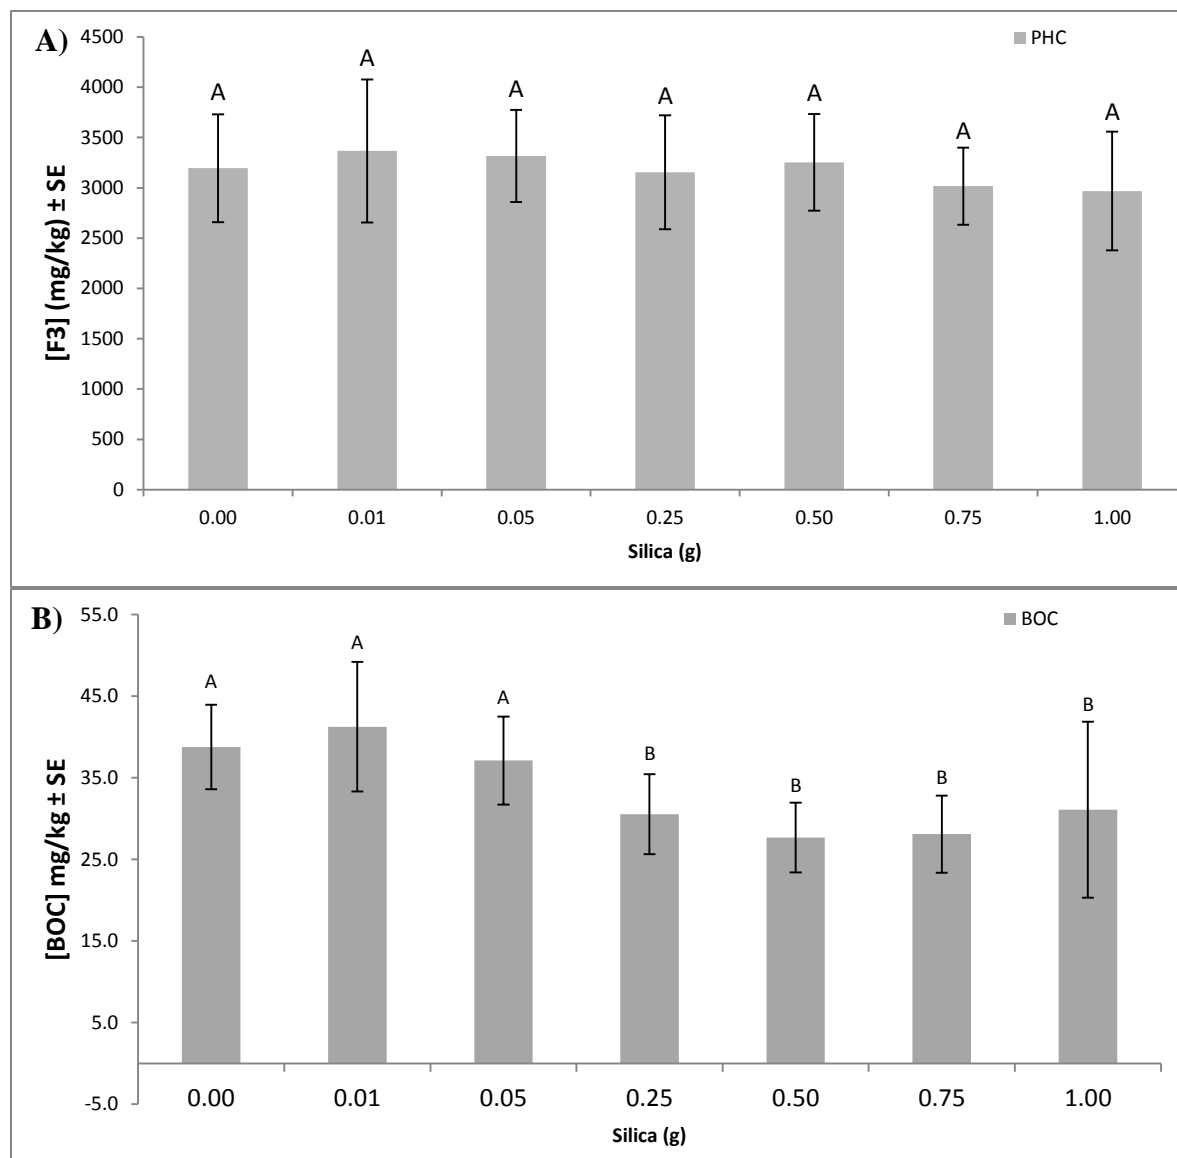 A)
PHC
4500
4000
3500
3000
2500
2000
1500
1000
500
0
[F3] (mg/kg) ± SE
A A A A A A A
0.00 0.01 0.05 0.25 0.50 0.75 1.00
Silica (g)
B)
BOC
55.0
45.0
35.0
25.0
15.0
5.0
-5.0
[BOC] mg/kg ± SE
A A A B B B B
0.00 0.01 0.05 0.25 0.50 0.75 1.00
Silica (g)